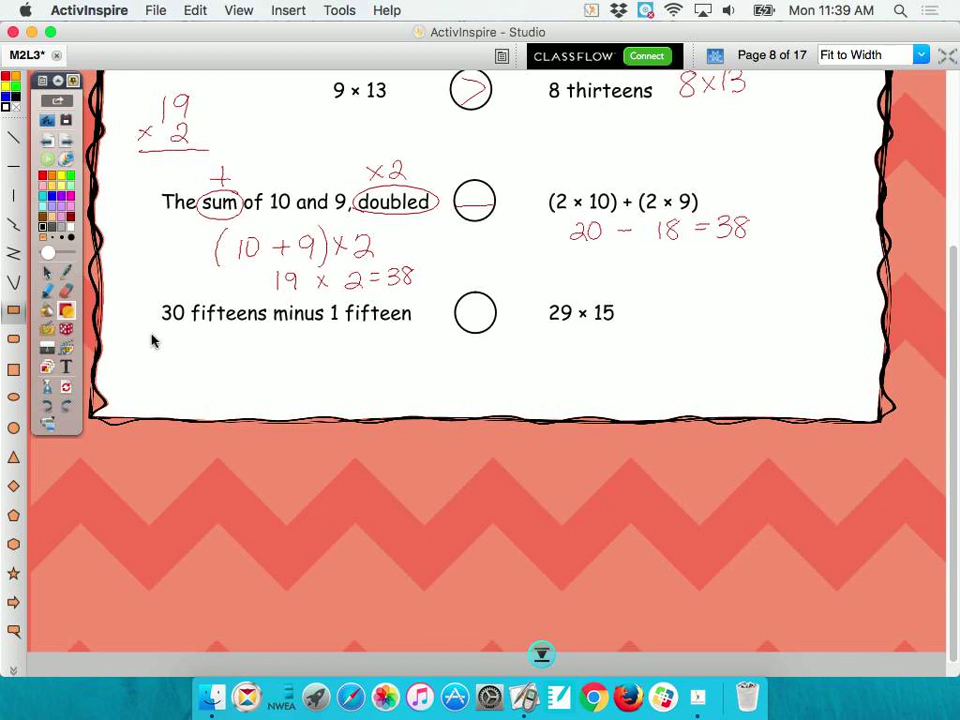 ActivInspire File Edit View Insert Tools Help Mon 11:39 AM
ActivInspire - Studio
M2L3* CLASSFLOW Connect Page 8 of 17 Fit to Width
9 × 13 > 8 thirteens 8×13
19
× 2
+ ×2
The sum of 10 and 9, doubled − (2 × 10) + (2 × 9)
20 − 18 = 38
(10 + 9) × 2
19 × 2 = 38
30 fifteens minus 1 fifteen 29 × 15
NWEA